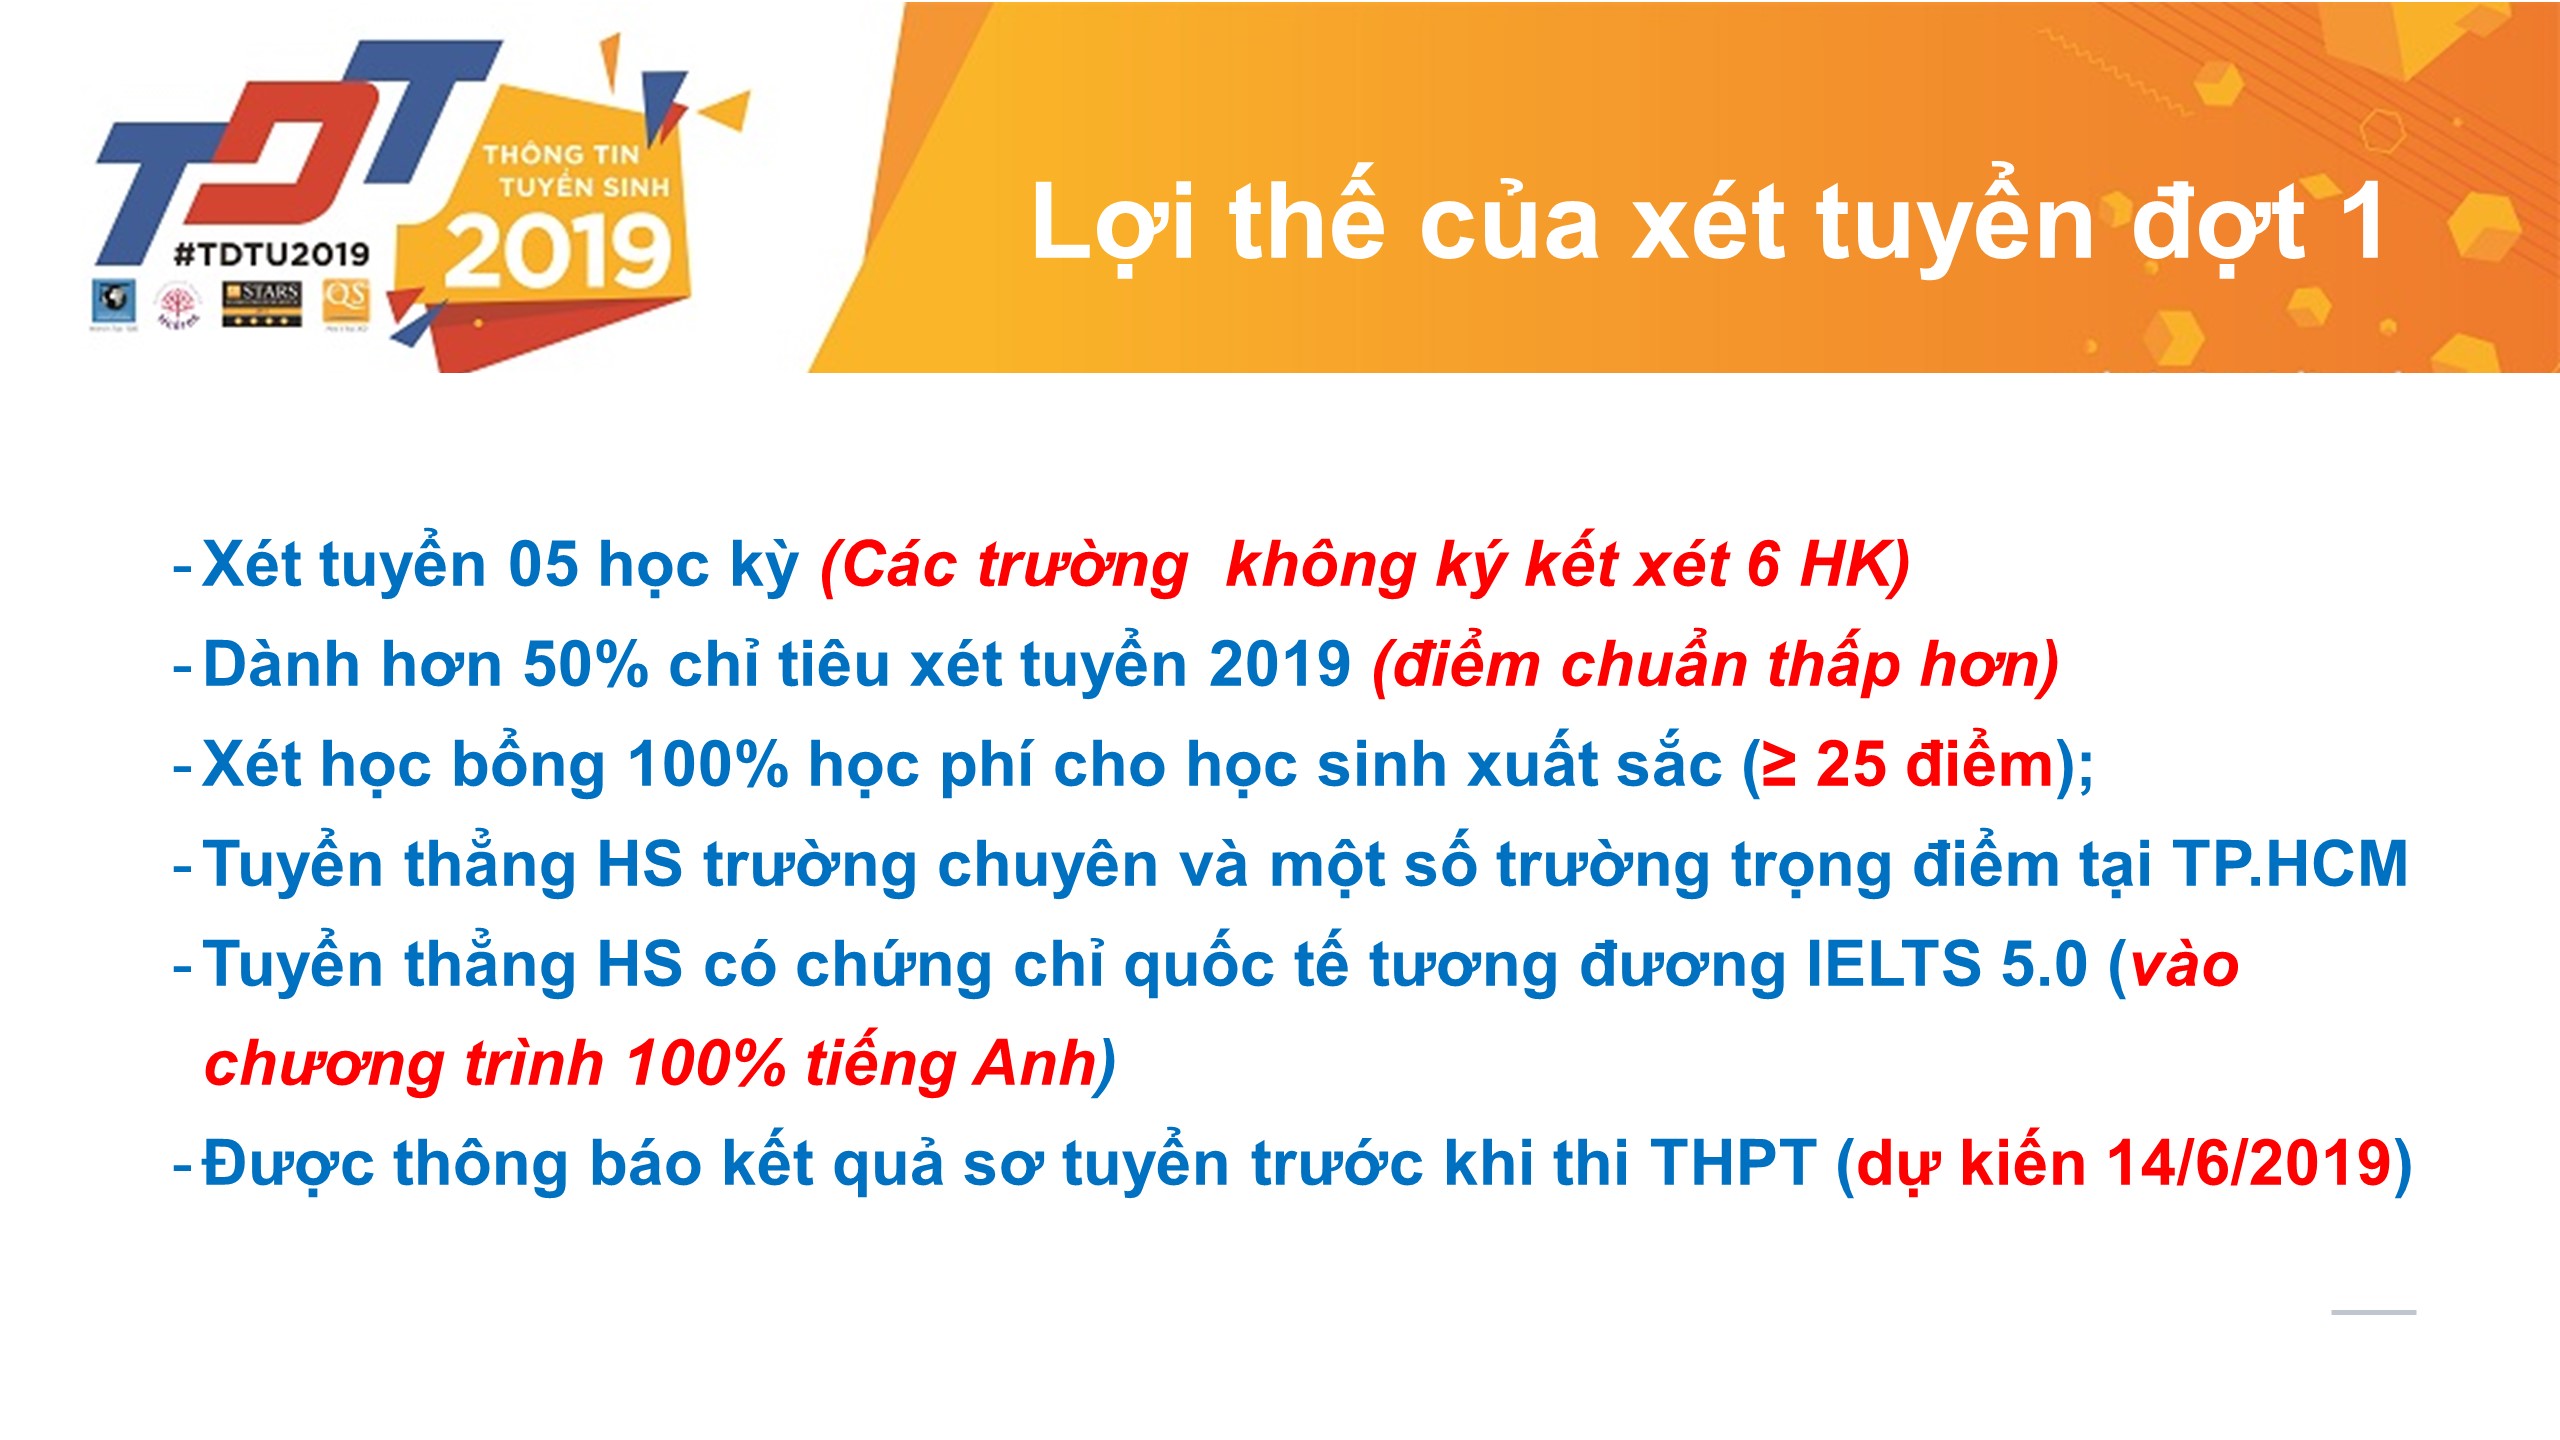 TDT
THÔNG TIN
TUYỂN SINH
2019
#TDTU2019
STARS
QS
Lợi thế của xét tuyển đợt 1
- Xét tuyển 05 học kỳ (Các trường không ký kết xét 6 HK)
- Dành hơn 50% chỉ tiêu xét tuyển 2019 (điểm chuẩn thấp hơn)
- Xét học bổng 100% học phí cho học sinh xuất sắc (≥ 25 điểm);
- Tuyển thẳng HS trường chuyên và một số trường trọng điểm tại TP.HCM
- Tuyển thẳng HS có chứng chỉ quốc tế tương đương IELTS 5.0 (vào
chương trình 100% tiếng Anh)
- Được thông báo kết quả sơ tuyển trước khi thi THPT (dự kiến 14/6/2019)